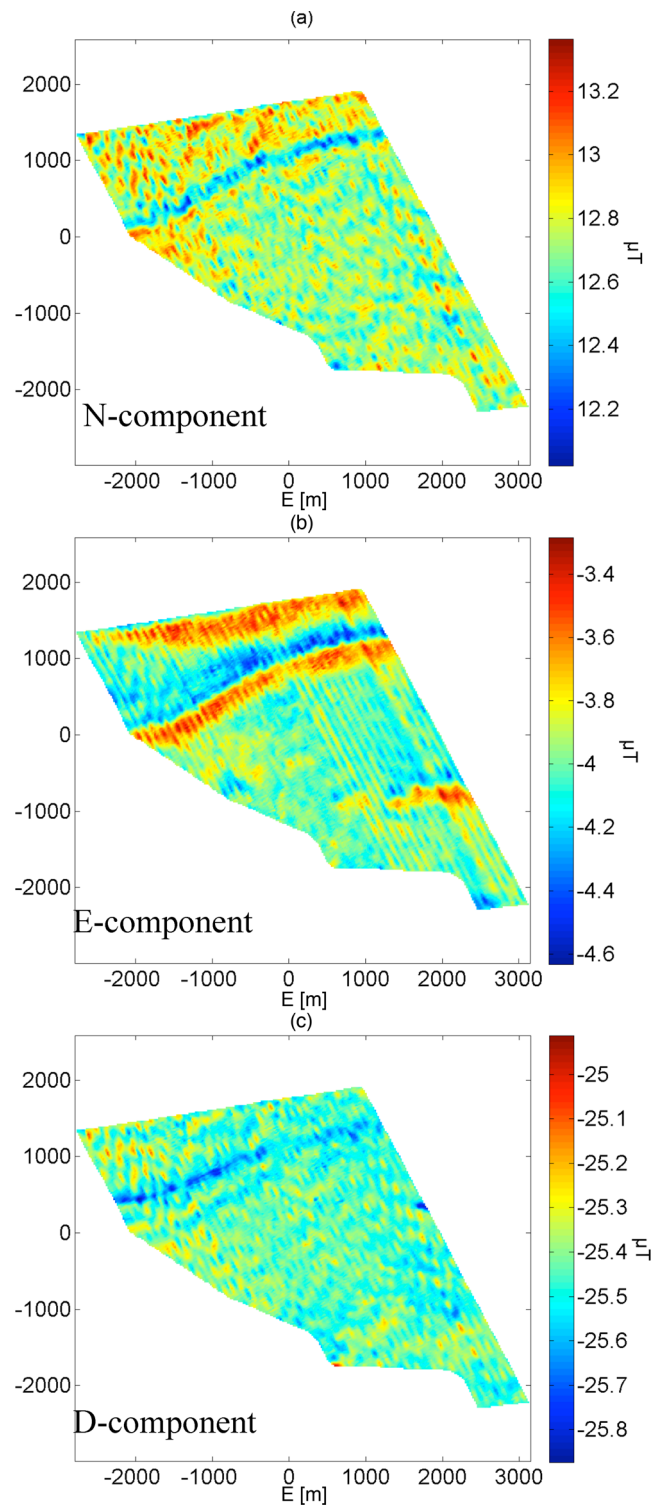 (a)
2000
1000
0
-1000
-2000
13.2
13
12.8
12.6
12.4
12.2
μT
N-component
-2000 -1000 0 1000 2000 3000
E [m]
(b)
2000
1000
0
-1000
-2000
-3.4
-3.6
-3.8
-4
-4.2
-4.4
-4.6
μT
E-component
-2000 -1000 0 1000 2000 3000
E [m]
(c)
2000
1000
0
-1000
-2000
-25
-25.1
-25.2
-25.3
-25.4
-25.5
-25.6
-25.7
-25.8
μT
D-component
-2000 -1000 0 1000 2000 3000
E [m]